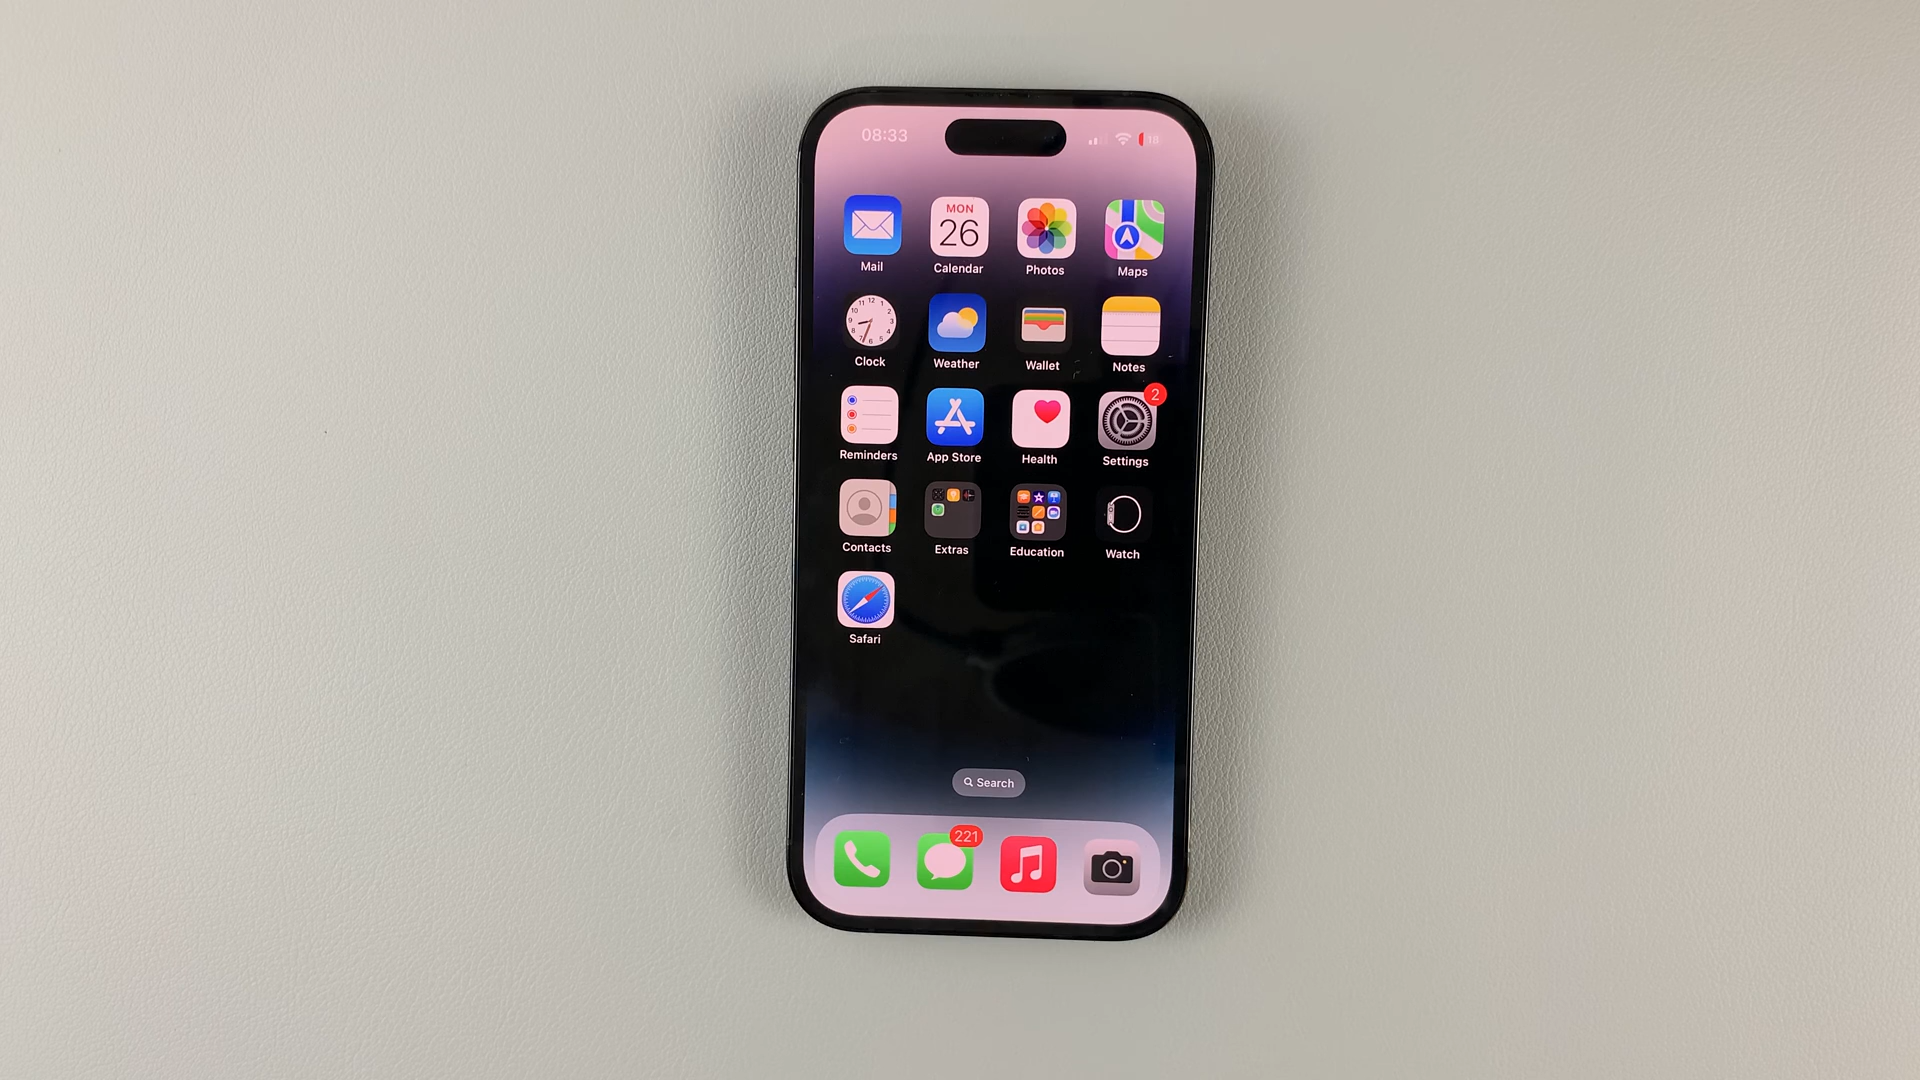 08:33
18
MON
26
Mail
Calendar
Photos
Maps
Clock
Weather
Wallet
Notes
2
Reminders
App Store
Health
Settings
Contacts
Extras
Education
Watch
Safari
Search
221